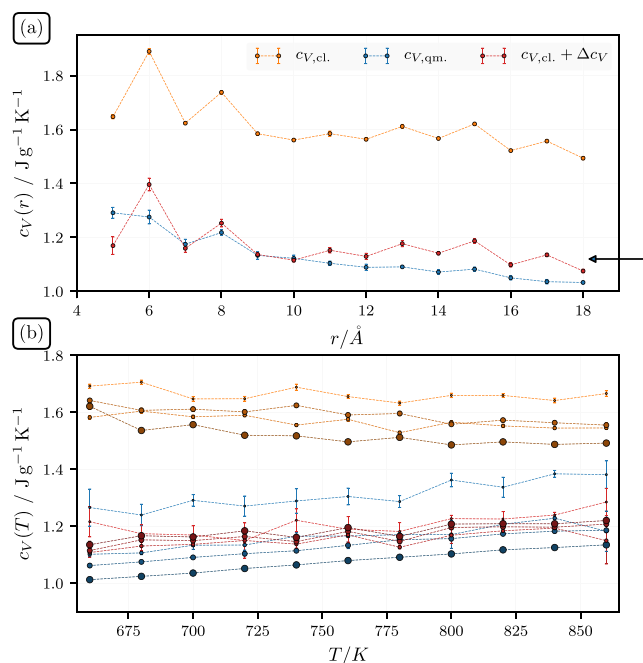 (a)
c_{V,cl.} c_{V,qm.} c_{V,cl.} + Δc_V
c_V(r) / J g⁻¹ K⁻¹
1.8
1.6
1.4
1.2
1.0
4 6 8 10 12 14 16 18
r/Å
(b)
c_V(T) / J g⁻¹ K⁻¹
1.8
1.6
1.4
1.2
1.0
675 700 725 750 775 800 825 850
T/K